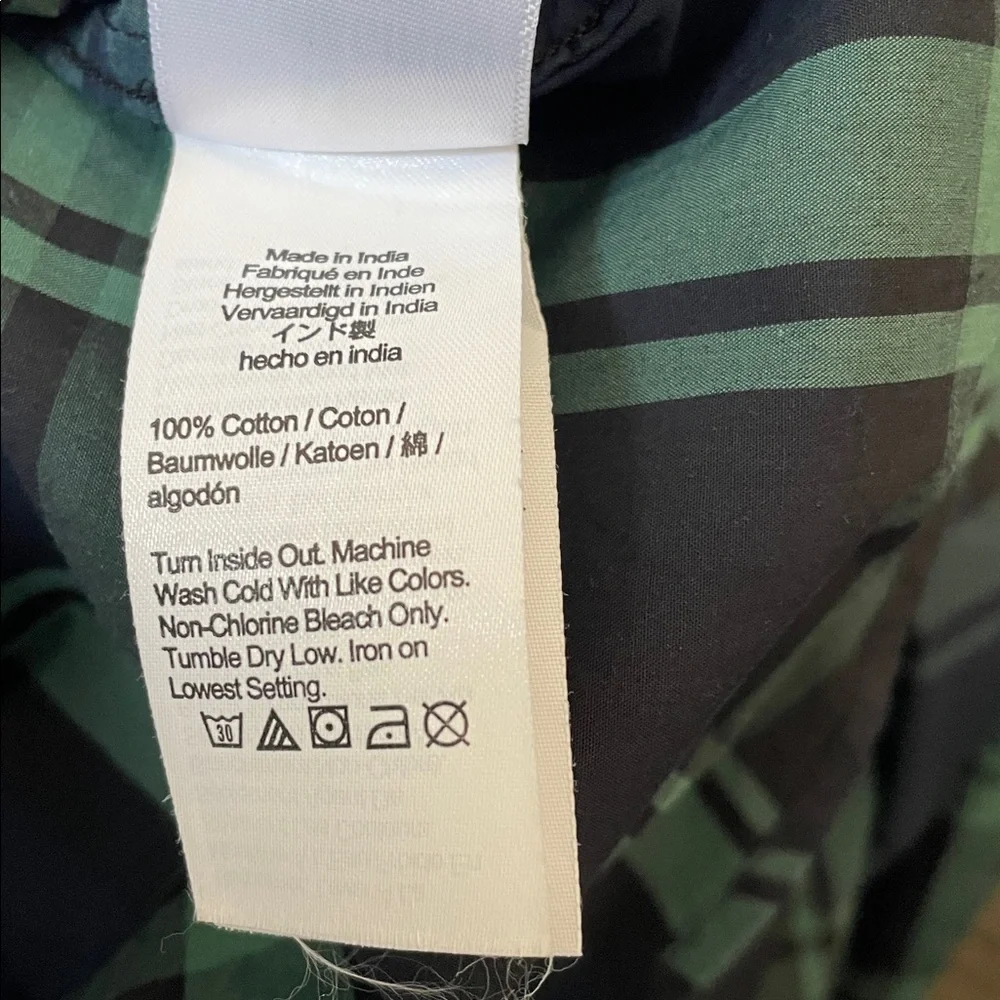 Made in India
Fabriqué en Inde
Hergestellt in Indien
Vervaardigd in India
インド製
hecho en india
100% Cotton / Coton /
Baumwolle / Katoen / 綿 /
algodón
Turn Inside Out. Machine
Wash Cold With Like Colors.
Non-Chlorine Bleach Only.
Tumble Dry Low. Iron on
Lowest Setting.
30